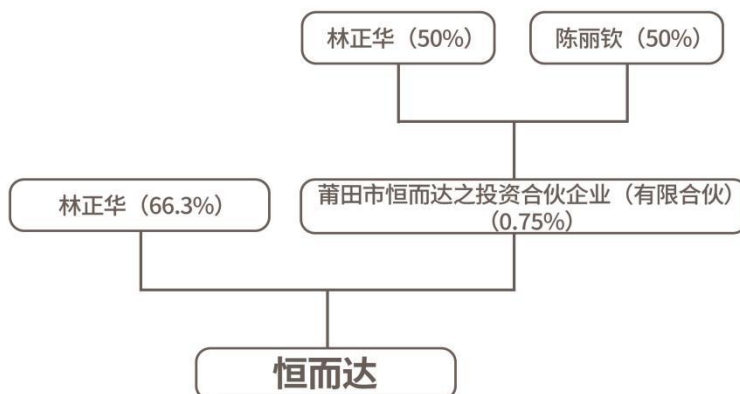 林正华（50%）
陈丽钦（50%）
林正华（66.3%）
莆田市恒而达之投资合伙企业（有限合伙）
（0.75%）
恒而达